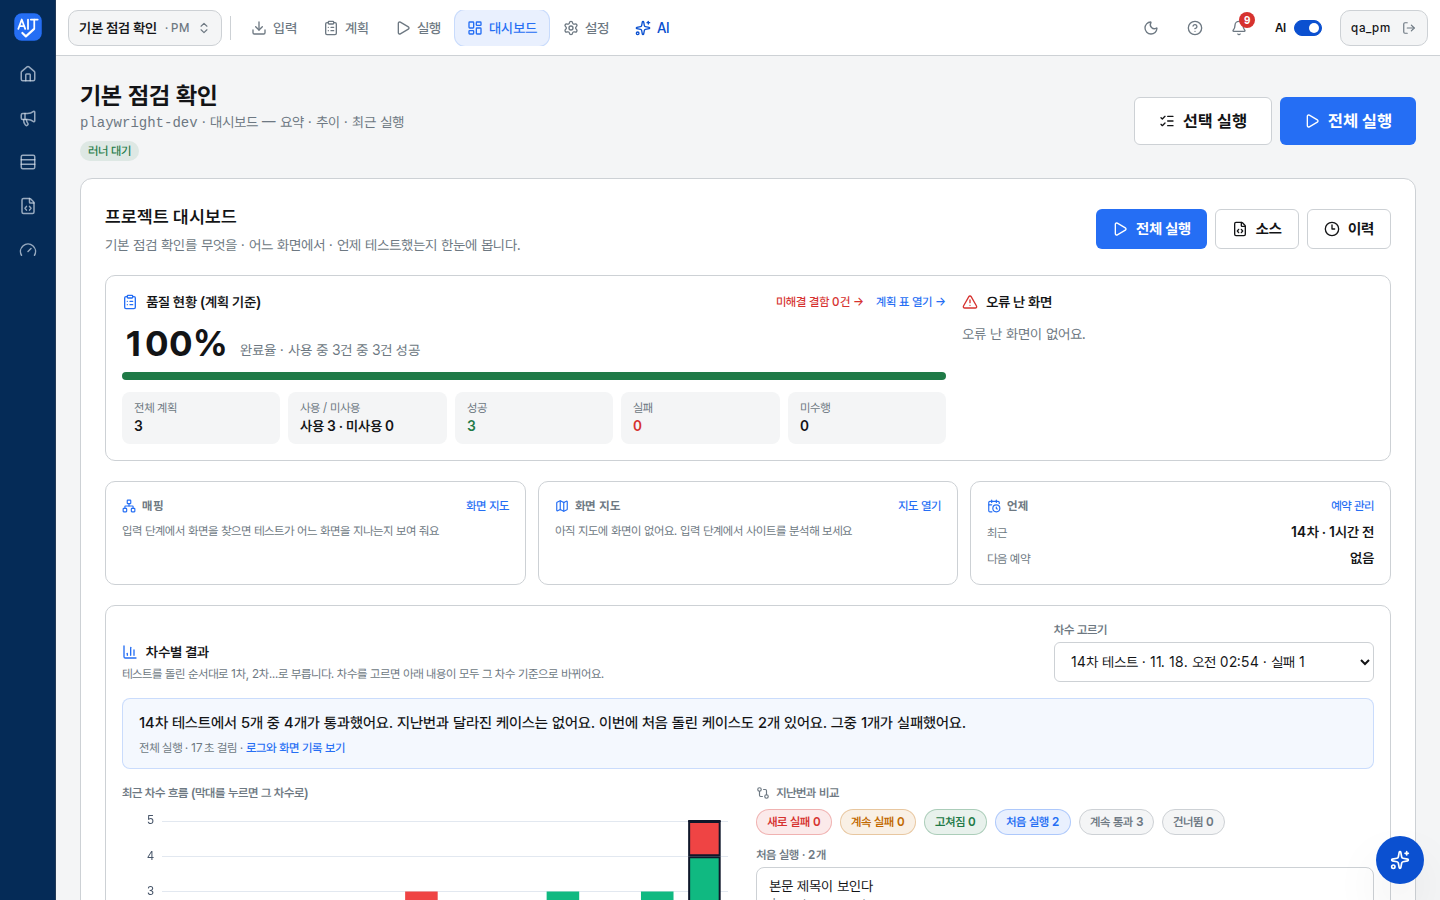 AIT
기본 점검 확인 · PM
입력
계획
실행
대시보드
설정
AI
9
AI
qa_pm
기본 점검 확인
playwright-dev · 대시보드 — 요약 · 추이 · 최근 실행
러너 대기
선택 실행
전체 실행
프로젝트 대시보드
기본 점검 확인를 무엇을 · 어느 화면에서 · 언제 테스트했는지 한눈에 봅니다.
전체 실행
소스
이력
품질 현황 (계획 기준)
미해결 결함 0건 →
계획 표 열기 →
100%
완료율 · 사용 중 3건 중 3건 성공
전체 계획
3
사용 / 미사용
사용 3 · 미사용 0
성공
3
실패
0
미수행
0
오류 난 화면
오류 난 화면이 없어요.
매핑
화면 지도
입력 단계에서 화면을 찾으면 테스트가 어느 화면을 지나는지 보여 줘요
화면 지도
지도 열기
아직 지도에 화면이 없어요. 입력 단계에서 사이트를 분석해 보세요
언제
예약 관리
최근
14차 · 1시간 전
다음 예약
없음
차수별 결과
테스트를 돌린 순서대로 1차, 2차...로 부릅니다. 차수를 고르면 아래 내용이 모두 그 차수 기준으로 바뀌어요.
차수 고르기
14차 테스트 · 11. 18. 오전 02:54 · 실패 1
14차 테스트에서 5개 중 4개가 통과했어요. 지난번과 달라진 케이스는 없어요. 이번에 처음 돌린 케이스도 2개 있어요. 그중 1개가 실패했어요.
전체 실행 · 17초 걸림 · 로그와 화면 기록 보기
최근 차수 흐름 (막대를 누르면 그 차수로)
5
4
3
지난번과 비교
새로 실패 0
계속 실패 0
고쳐짐 0
처음 실행 2
계속 통과 3
건너뜀 0
처음 실행 · 2개
본문 제목이 보인다